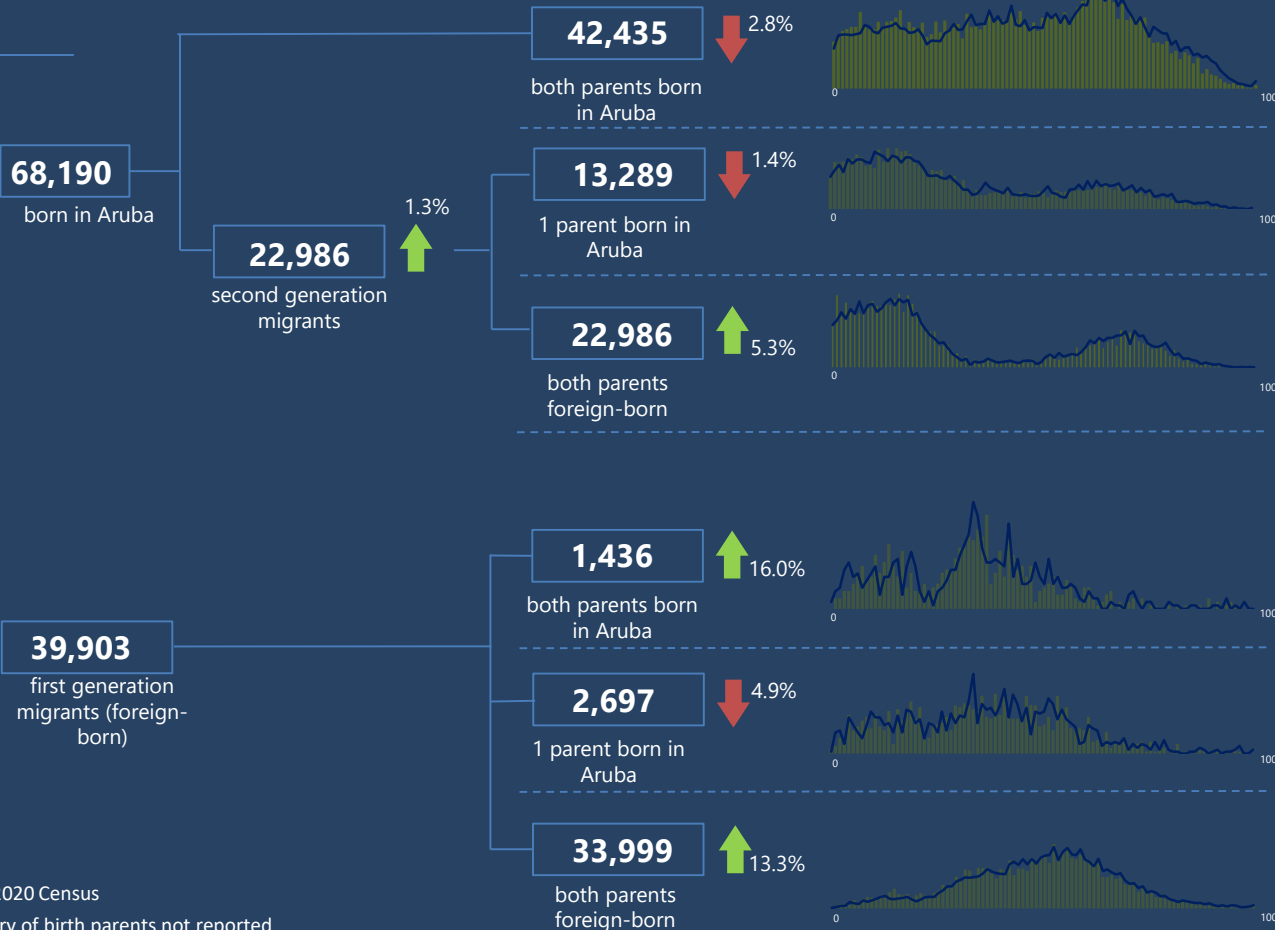 42,435
2.8%
both parents born
in Aruba
0
100
68,190
born in Aruba
13,289
1.4%
1 parent born in
Aruba
0
100
1.3%
22,986
second generation
migrants
22,986
5.3%
both parents
foreign-born
0
100
1,436
16.0%
both parents born
in Aruba
0
100
39,903
first generation
migrants (foreign-
born)
2,697
4.9%
1 parent born in
Aruba
0
100
33,999
13.3%
both parents
foreign-born
0
100
2020 Census
ry of birth parents not reported